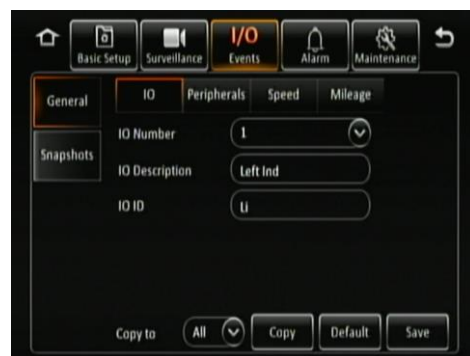 I/O
Basic Setup Surveillance Events Alarm Maintenance
General IO Peripherals Speed Mileage
IO Number 1
Snapshots
IO Description Left Ind
IO ID Li
Copy to All Copy Default Save